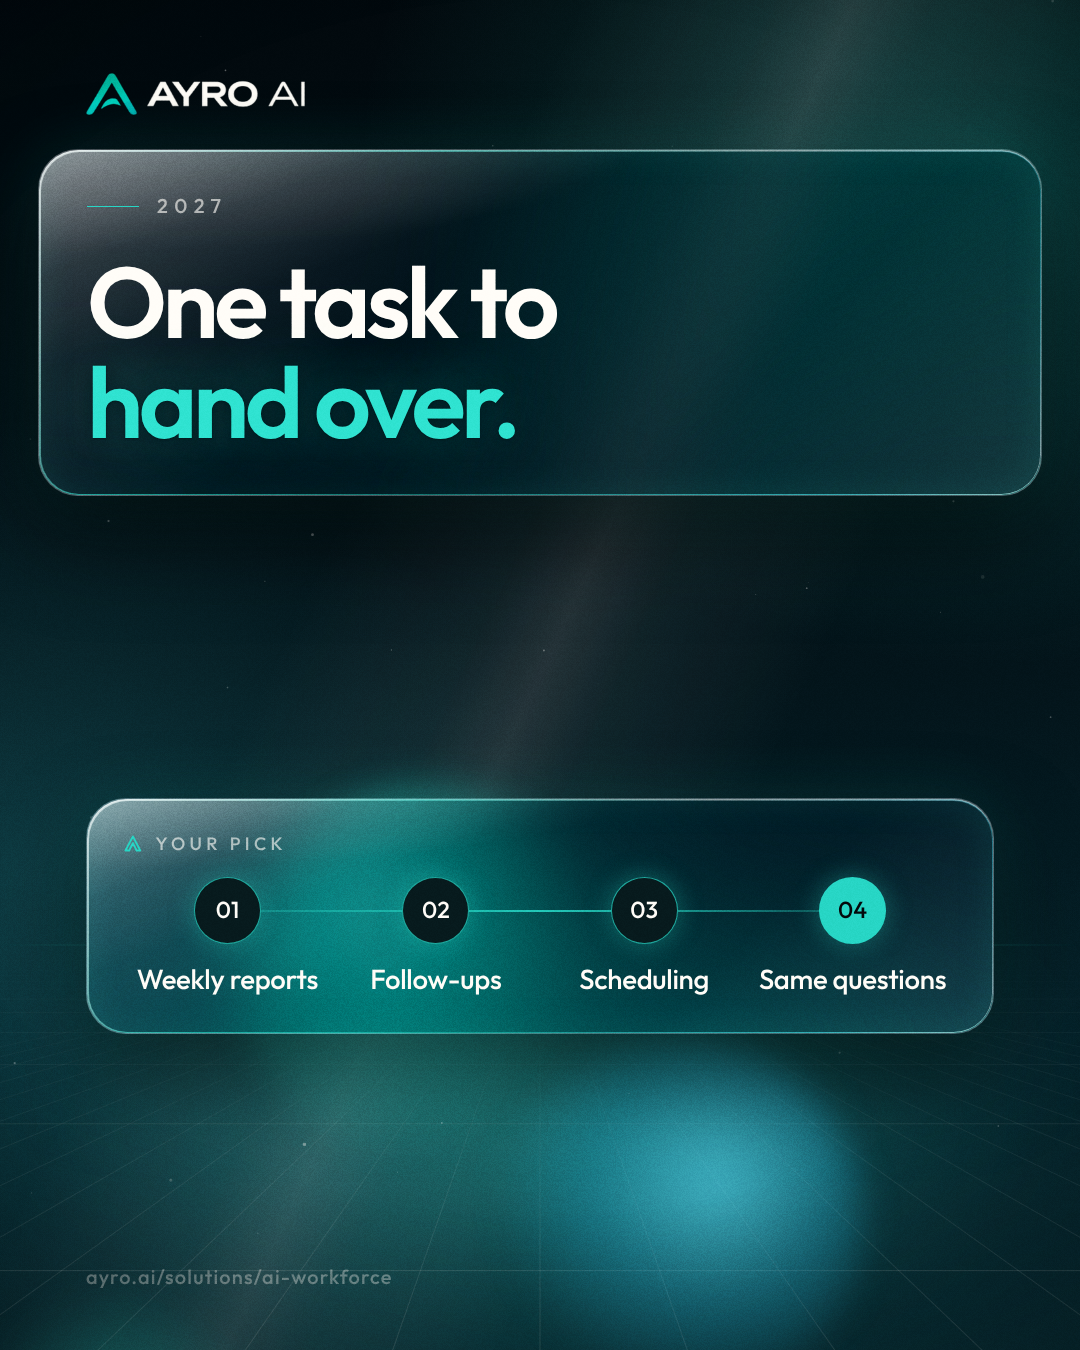 AYRO AI
2027
One task to
hand over.
YOUR PICK
01 02 03 04
Weekly reports Follow-ups Scheduling Same questions
ayro.ai/solutions/ai-workforce